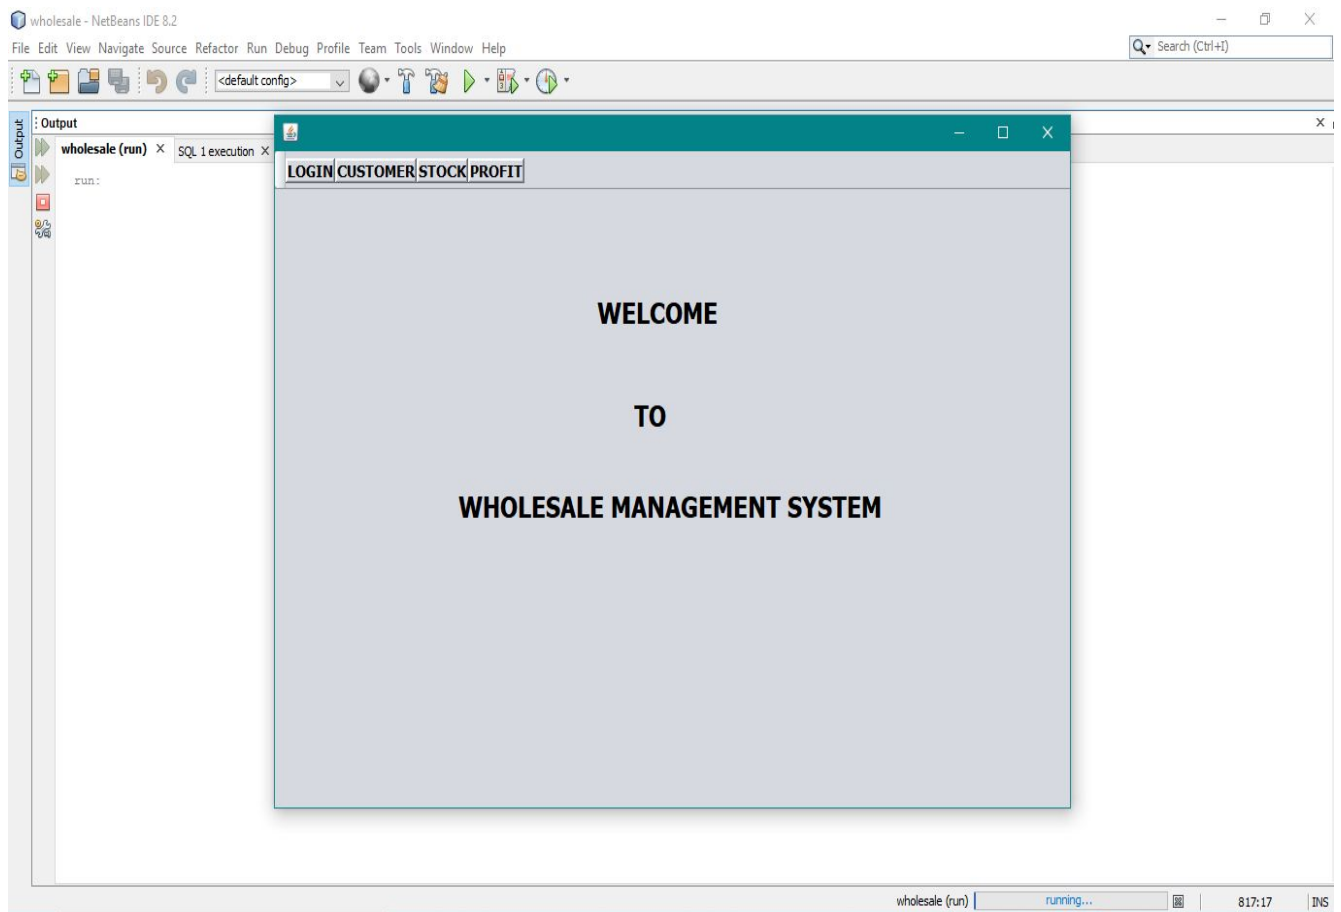 wholesale - NetBeans IDE 8.2
File Edit View Navigate Source Refactor Run Debug Profile Team Tools Window Help
Search (Ctrl+I)
<default config>
Output
Output
wholesale (run) SQL 1 execution
run:
LOGIN CUSTOMER STOCK PROFIT
WELCOME
TO
WHOLESALE MANAGEMENT SYSTEM
wholesale (run) running... 817:17 INS